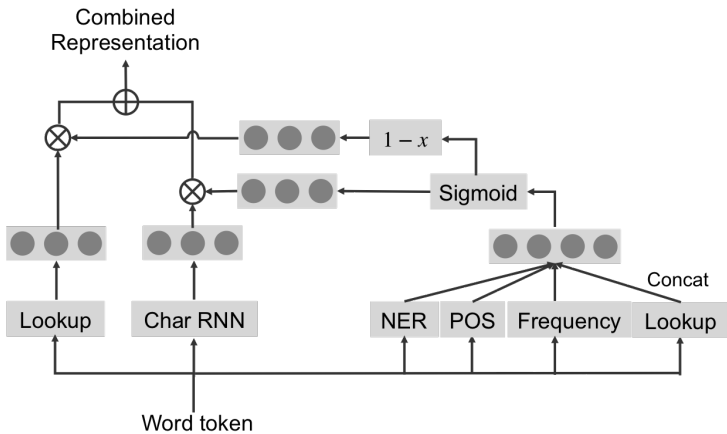 Combined
Representation
1 − x
Sigmoid
Concat
Lookup
Char RNN
NER
POS
Frequency
Lookup
Word token